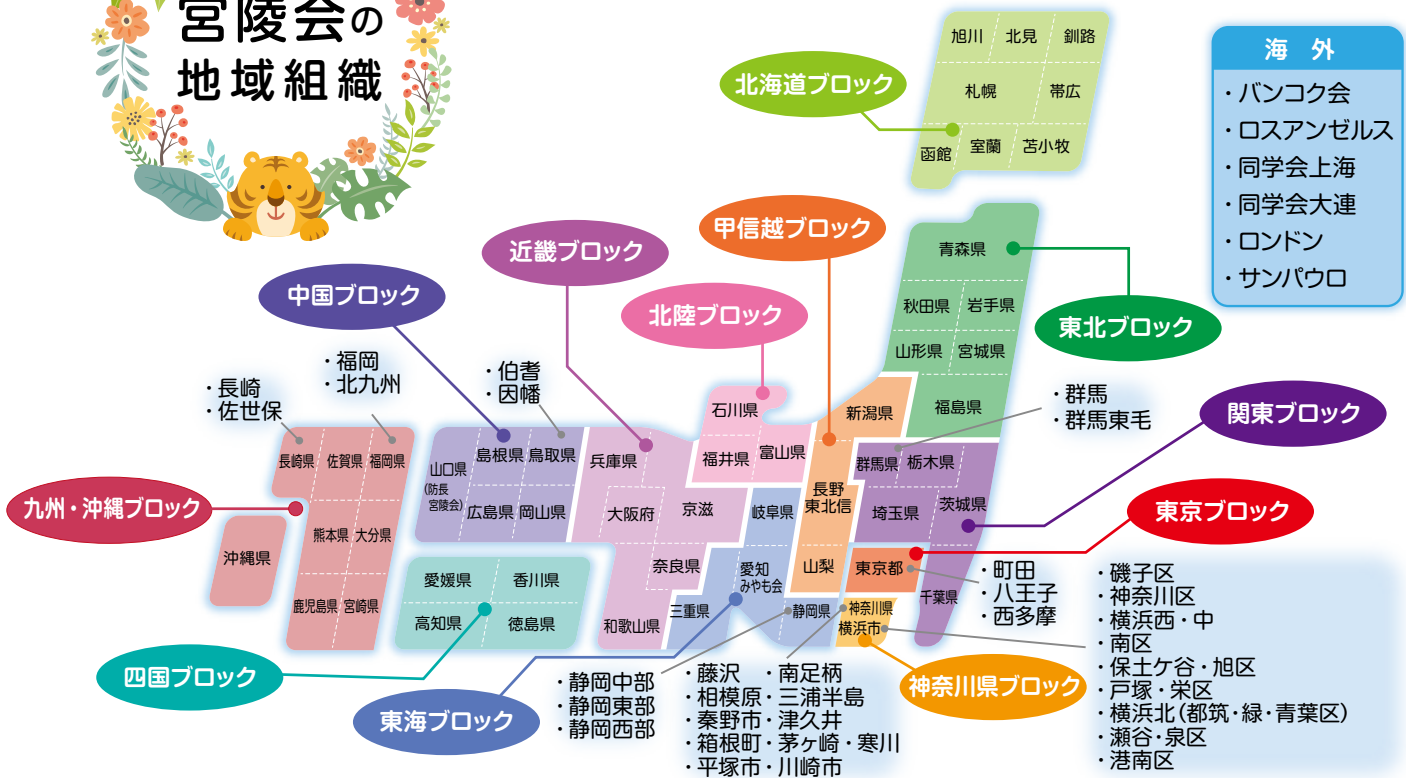 宮陵会の
地域組織
北海道ブロック
旭川
北見
釧路
札幌
帯広
函館
室蘭
苫小牧
海 外
・バンコク会
・ロスアンゼルス
・同学会上海
・同学会大連
・ロンドン
・サンパウロ
甲信越ブロック
近畿ブロック
中国ブロック
北陸ブロック
東北ブロック
青森県
秋田県
岩手県
山形県
宮城県
福島県
・福岡
・北九州
・長崎
・佐世保
・伯耆
・因幡
・群馬
・群馬東毛
関東ブロック
石川県
福井県
富山県
新潟県
長野
東北信
山梨
群馬県
栃木県
埼玉県
茨城県
千葉県
東京都
東京ブロック
・町田
・八王子
・西多摩
九州・沖縄ブロック
長崎県
佐賀県
福岡県
熊本県
大分県
鹿児島県
宮崎県
沖縄県
山口県
(防長
宮陵会)
島根県
鳥取県
広島県
岡山県
兵庫県
大阪府
京滋
奈良県
和歌山県
岐阜県
愛知
みやも会
三重県
静岡県
神奈川県
横浜市
愛媛県
香川県
高知県
徳島県
四国ブロック
東海ブロック
・静岡中部
・静岡東部
・静岡西部
・藤沢 ・南足柄
・相模原・三浦半島
・秦野市・津久井
・箱根町・茅ヶ崎・寒川
・平塚市・川崎市
神奈川県ブロック
・磯子区
・神奈川区
・横浜西・中
・南区
・保土ケ谷・旭区
・戸塚・栄区
・横浜北(都筑・緑・青葉区)
・瀬谷・泉区
・港南区